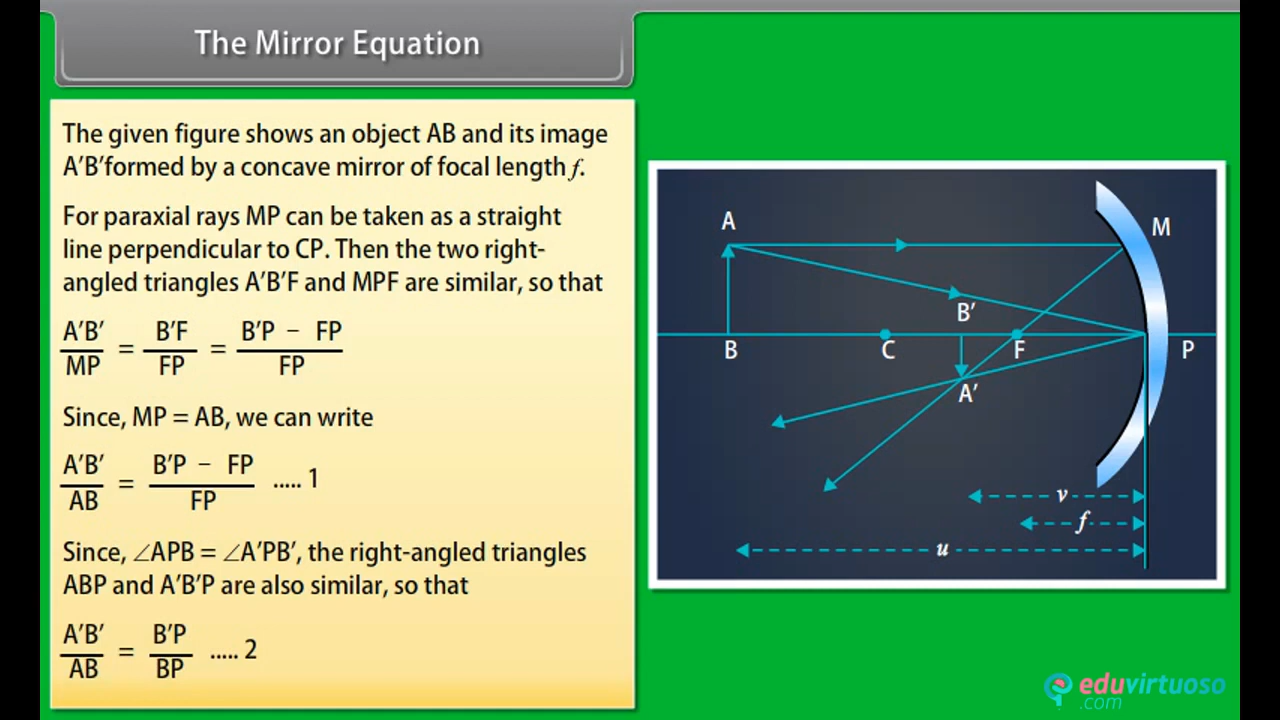 The Mirror Equation
The given figure shows an object AB and its image
A′B′formed by a concave mirror of focal length f.
For paraxial rays MP can be taken as a straight
line perpendicular to CP. Then the two right-
angled triangles A′B′F and MPF are similar, so that
A′B′/MP = B′F/FP = B′P − FP/FP
Since, MP = AB, we can write
A′B′/AB = B′P − FP/FP ..... 1
Since, ∠APB = ∠A′PB′, the right-angled triangles
ABP and A′B′P are also similar, so that
A′B′/AB = B′P/BP ..... 2
A
M
B′
B
C
F
P
A′
v
f
u
eduvirtuoso
.com